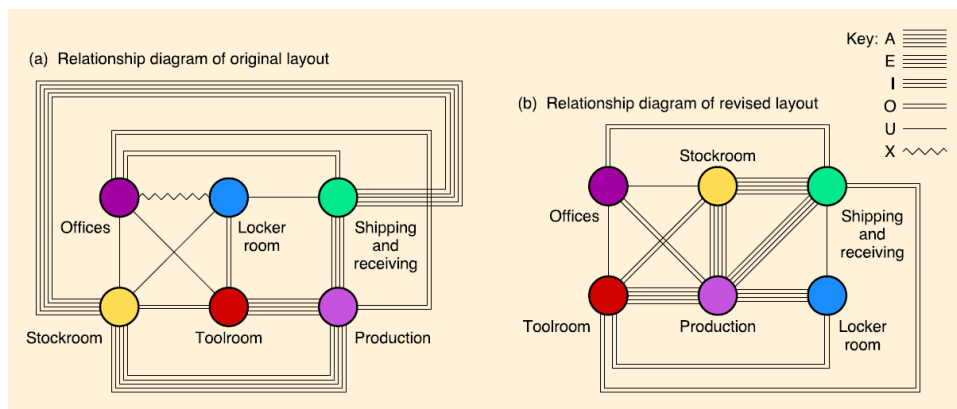 Key: A
E
I
O
U
X
(a) Relationship diagram of original layout
Offices
Locker
room
Shipping
and
receiving
Stockroom
Toolroom
Production
(b) Relationship diagram of revised layout
Stockroom
Offices
Shipping
and
receiving
Toolroom
Production
Locker
room